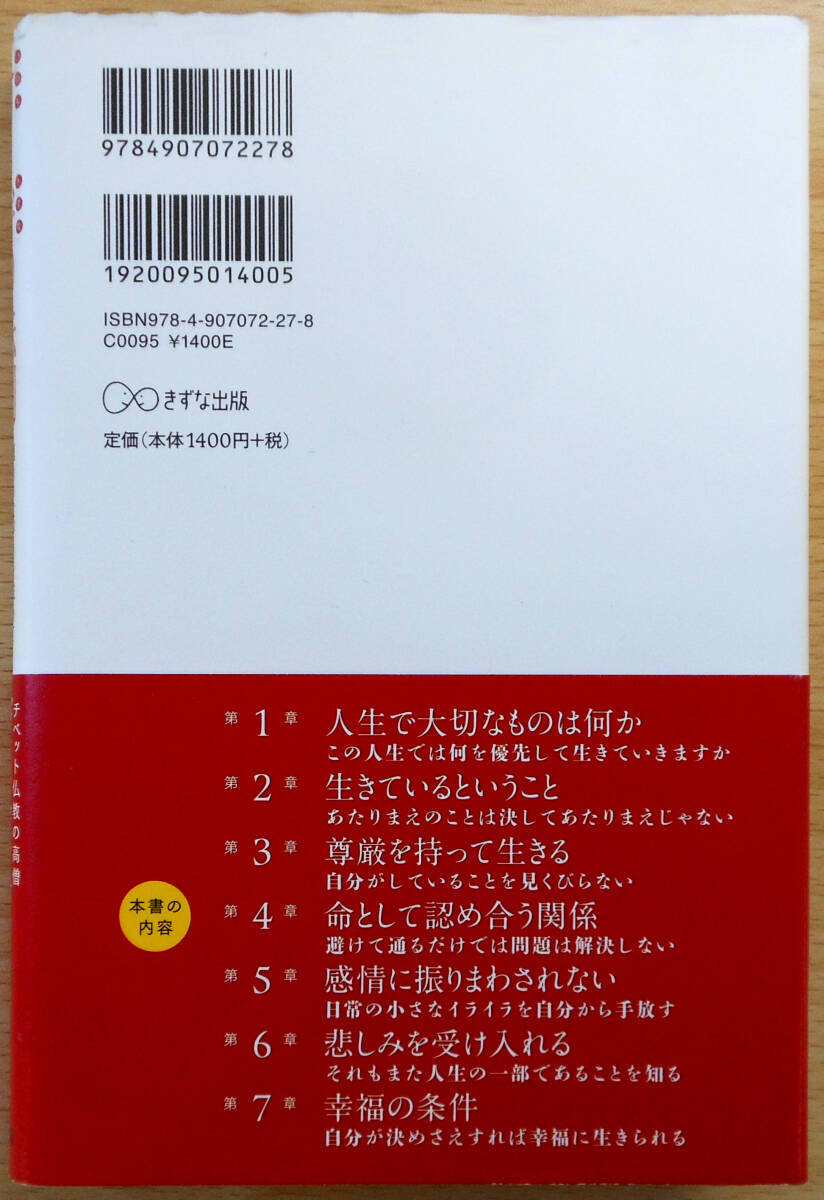 9784907072278
1920095014005
ISBN978-4-907072-27-8
C0095 ¥1400E
きずな出版
定価(本体1400円+税)
本書の
内容
第1章 人生で大切なものは何か
この人生では何を優先して生きていきますか
第2章 生きているということ
あたりまえのことは決してあたりまえじゃない
第3章 尊厳を持って生きる
自分がしていることを見くびらない
第4章 命として認め合う関係
避けて通るだけでは問題は解決しない
第5章 感情に振りまわされない
日常の小さなイライラを自分から手放す
第6章 悲しみを受け入れる
それもまた人生の一部であることを知る
第7章 幸福の条件
自分が決めさえすれば幸福に生きられる
チベット仏教の高僧